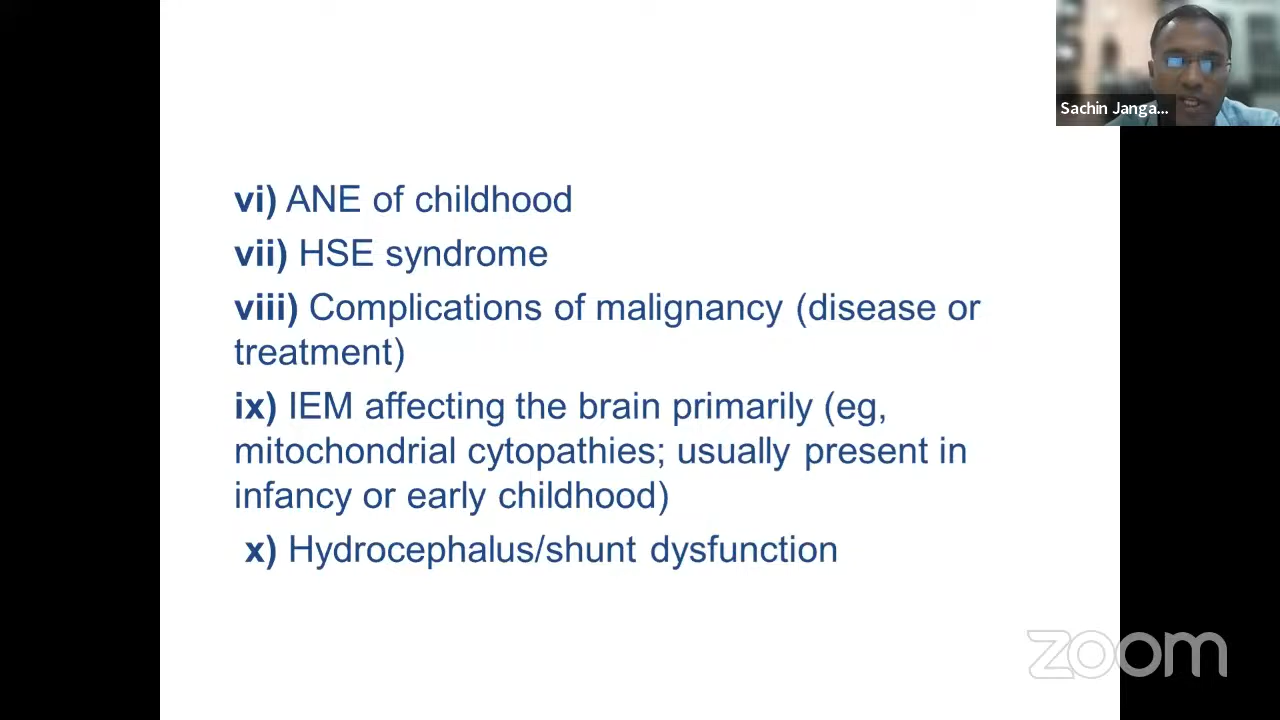 Sachin Janga...
vi) ANE of childhood
vii) HSE syndrome
viii) Complications of malignancy (disease or
treatment)
ix) IEM affecting the brain primarily (eg,
mitochondrial cytopathies; usually present in
infancy or early childhood)
x) Hydrocephalus/shunt dysfunction
zoom